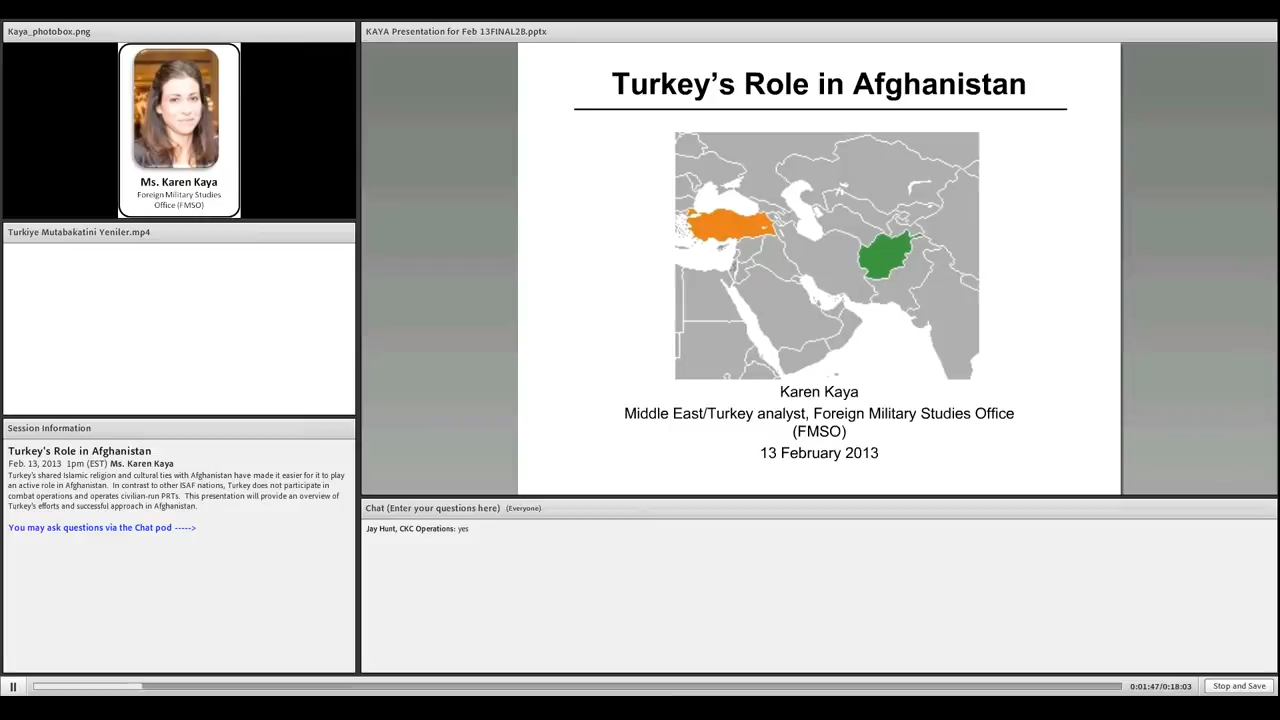 Kaya_photobox.png
Ms. Karen Kaya
Foreign Military Studies
Office (FMSO)
Turkiye Mutabakatini Yeniler.mp4
Session Information
Turkey's Role in Afghanistan
Feb. 13, 2013  1pm (EST) Ms. Karen Kaya
Turkey's shared Islamic religion and cultural ties with Afghanistan have made it easier for it to play
an active role in Afghanistan.  In contrast to other ISAF nations, Turkey does not participate in
combat operations and operates civilian-run PRTs.  This presentation will provide an overview of
Turkey's efforts and successful approach in Afghanistan.
You may ask questions via the Chat pod ----->
KAYA Presentation for Feb 13FINAL2B.pptx
Turkey’s Role in Afghanistan
Karen Kaya
Middle East/Turkey analyst, Foreign Military Studies Office
(FMSO)
13 February 2013
Chat (Enter your questions here) (Everyone)
Jay Hunt, CKC Operations: yes
0:01:47/0:18:03
Stop and Save